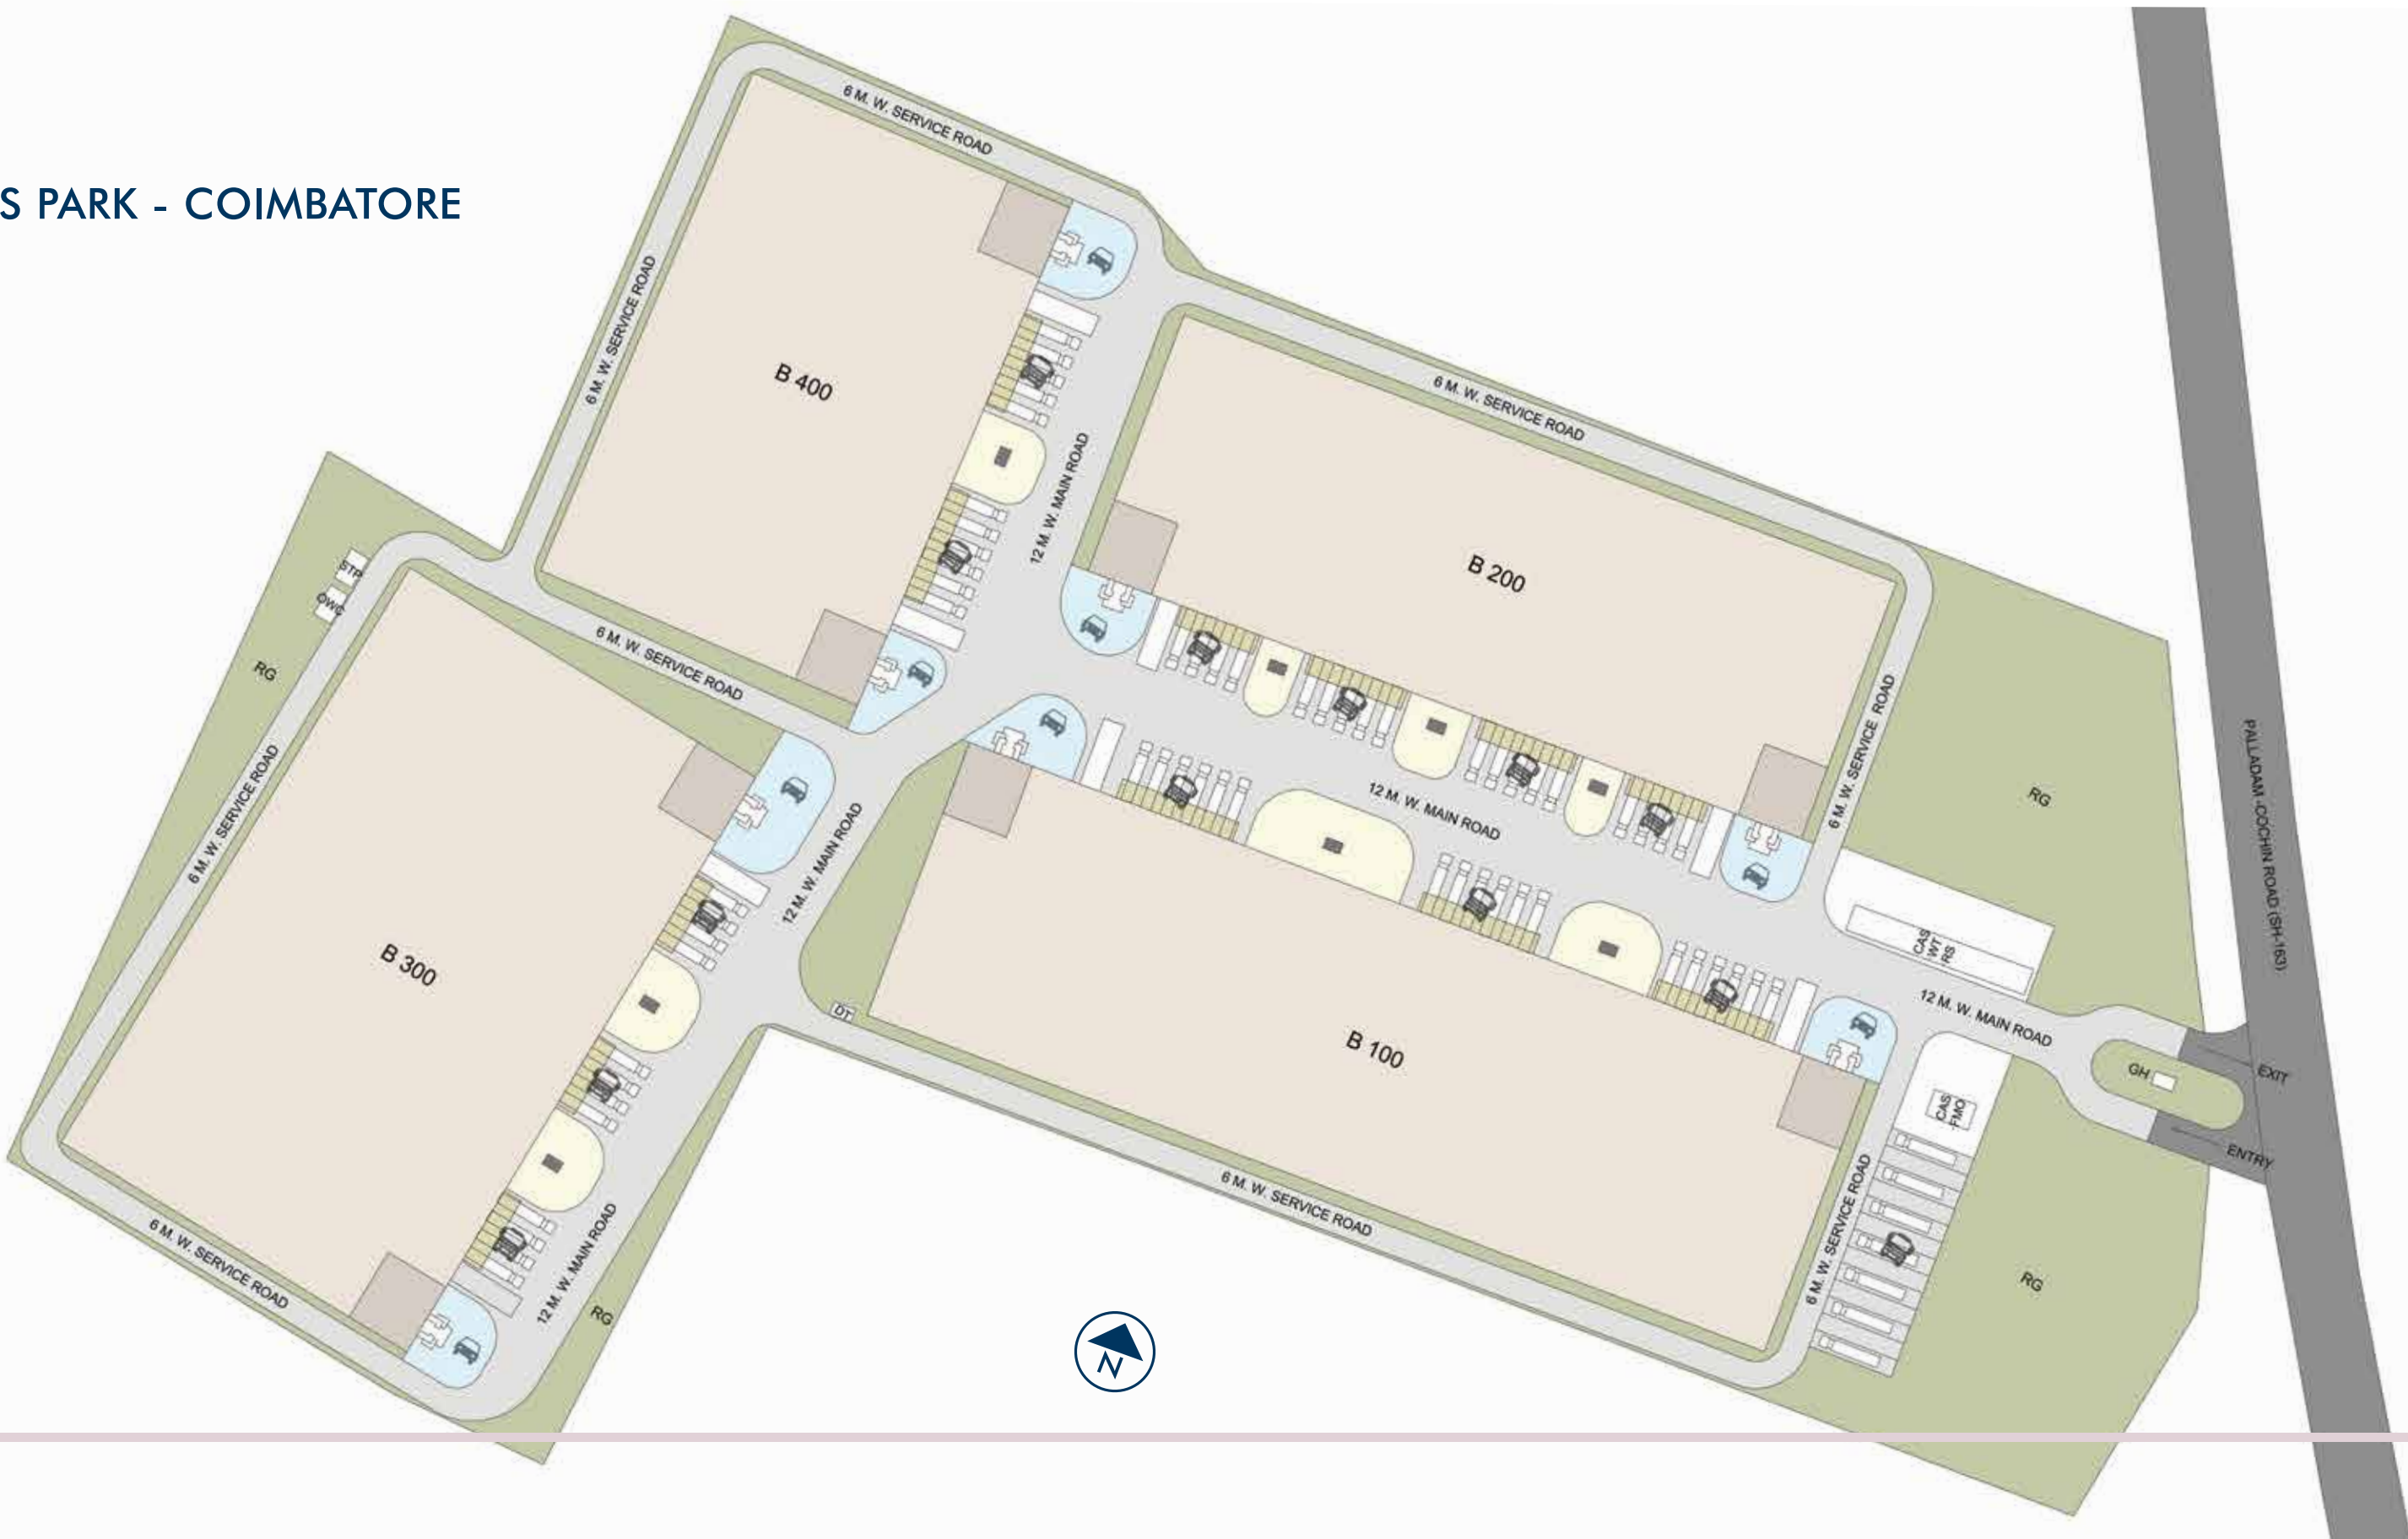 S PARK - COIMBATORE
6 M. W. SERVICE ROAD
6 M. W. SERVICE ROAD
B 400
12 M. W. MAIN ROAD
6 M. W. SERVICE ROAD
B 200
6 M. W. SERVICE ROAD
STP
OWC
RG
6 M. W. SERVICE ROAD
6 M. W. SERVICE ROAD
12 M. W. MAIN ROAD
12 M. W. MAIN ROAD
RG
PALLADAM -COCHIN ROAD (SH-163)
B 300
DT
B 100
CAS
WT
RS
12 M. W. MAIN ROAD
GH
EXIT
ENTRY
CAS
FMO
6 M. W. SERVICE ROAD
6 M. W. SERVICE ROAD
RG
6 M. W. SERVICE ROAD
12 M. W. MAIN ROAD
RG
N